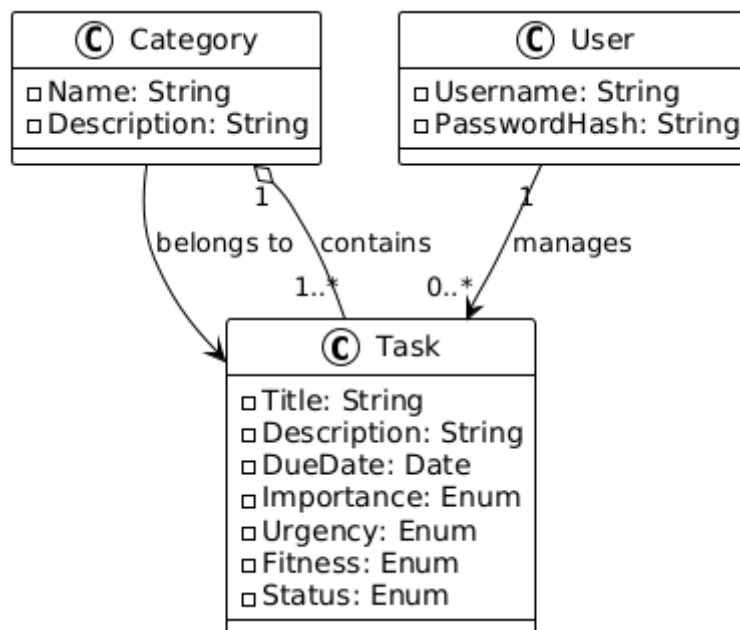 C Category
Name: String
Description: String
C User
Username: String
PasswordHash: String
1
1
belongs to
contains
manages
1..*
0..*
C Task
Title: String
Description: String
DueDate: Date
Importance: Enum
Urgency: Enum
Fitness: Enum
Status: Enum